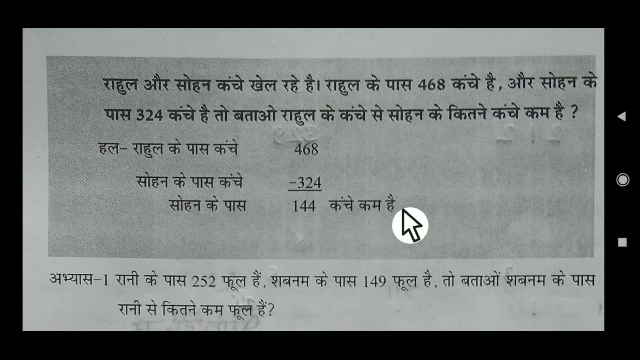 राहुल और सोहन कंचे खेल रहे है। राहुल के पास 468 कंचे है, और सोहन के
पास 324 कंचे है तो बताओ राहुल के कंचे से सोहन के कितने कंचे कम है ?
हल- राहुल के पास कंचे 468
सोहन के पास कंचे -324
सोहन के पास 144 कंचे कम है
अभ्यास-1 रानी के पास 252 फूल हैं, शबनम के पास 149 फूल है, तो बताओं शबनम के पास
रानी से कितने कम फूल हैं?